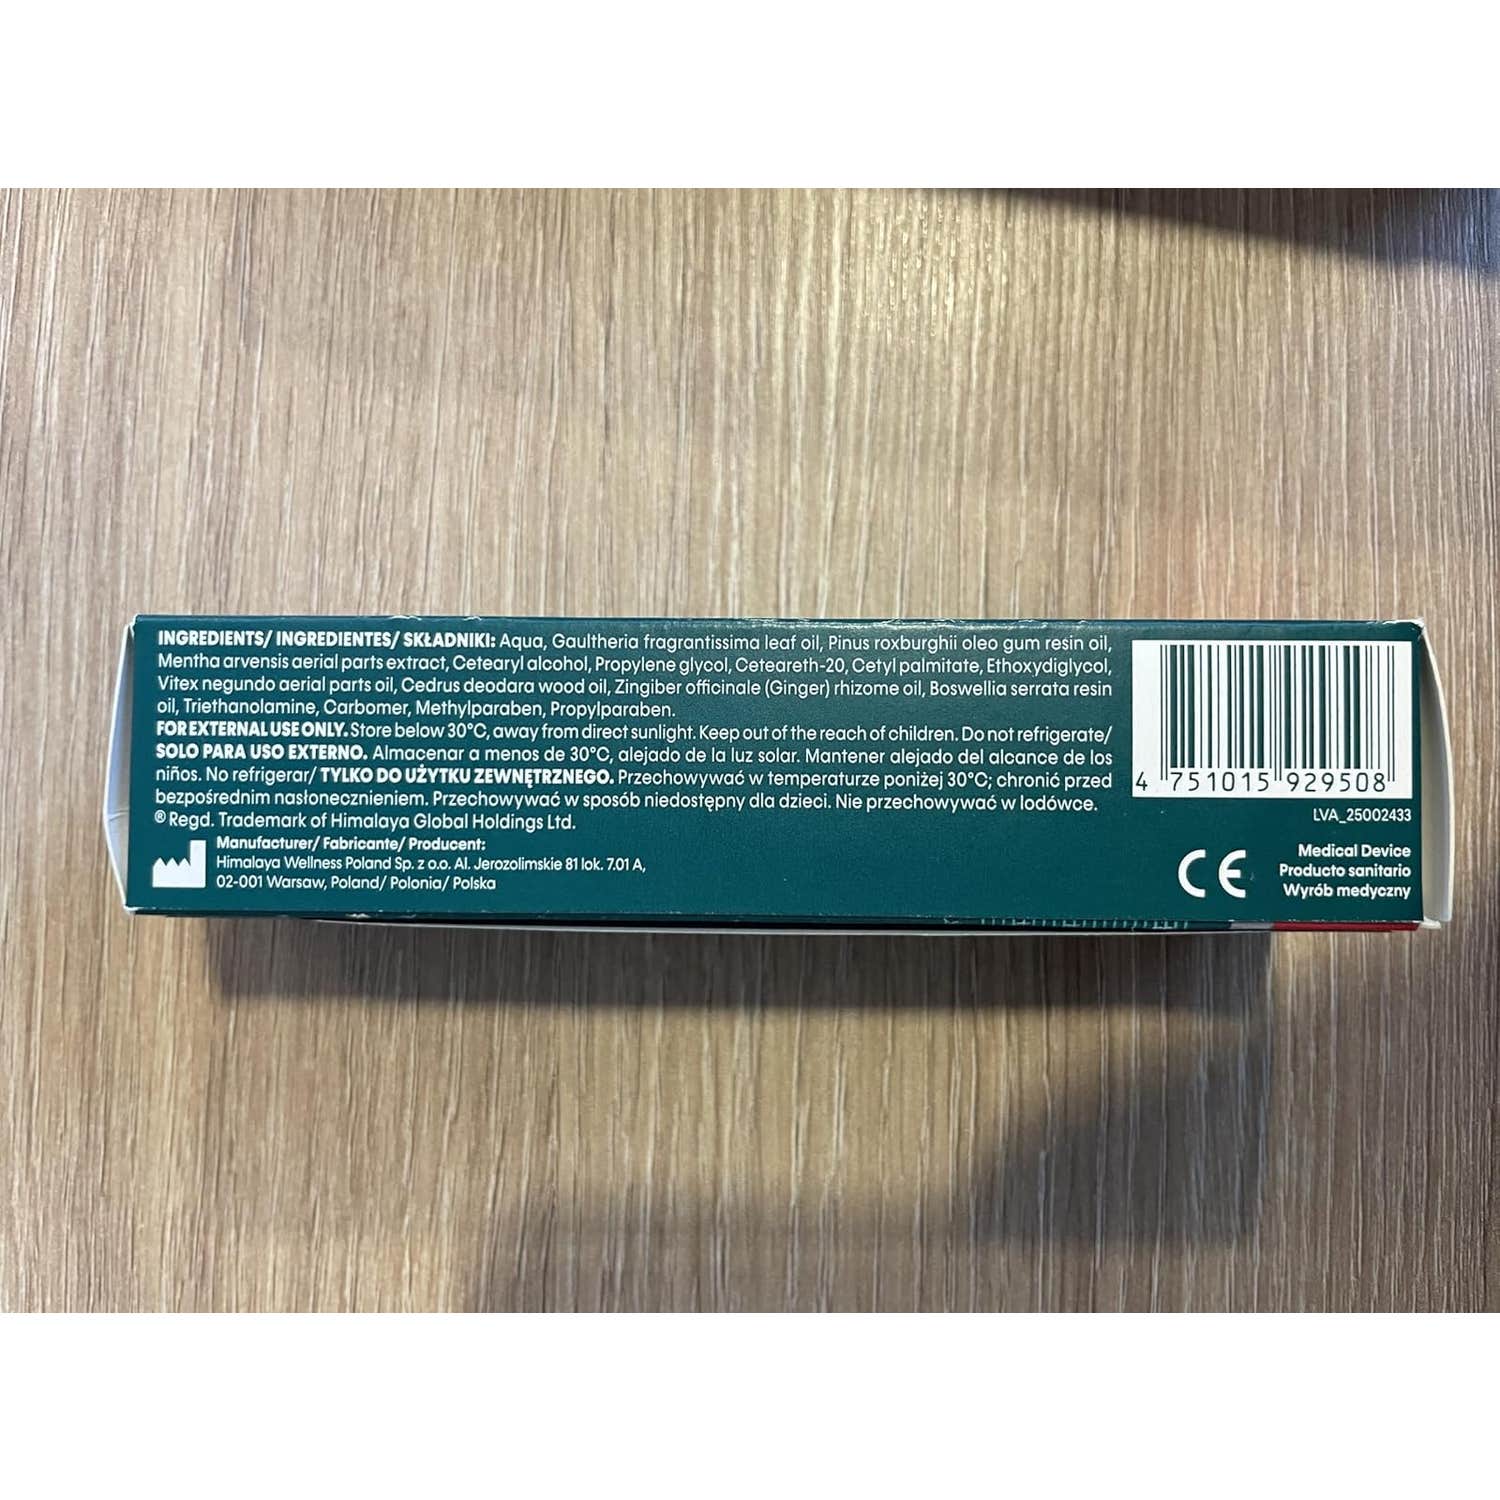 INGREDIENTS/ INGREDIENTES/ SKŁADNIKI: Aqua, Gaultheria fragrantissima leaf oil, Pinus roxburghii oleo gum resin oil,
Mentha arvensis aerial parts extract, Cetearyl alcohol, Propylene glycol, Ceteareth-20, Cetyl palmitate, Ethoxydiglycol,
Vitex negundo aerial parts oil, Cedrus deodara wood oil, Zingiber officinale (Ginger) rhizome oil, Boswellia serrata resin
oil, Triethanolamine, Carbomer, Methylparaben, Propylparaben.
FOR EXTERNAL USE ONLY. Store below 30°C, away from direct sunlight. Keep out of the reach of children. Do not refrigerate/
SOLO PARA USO EXTERNO. Almacenar a menos de 30°C, alejado de la luz solar. Mantener alejado del alcance de los
niños. No refrigerar/ TYLKO DO UŻYTKU ZEWNĘTRZNEGO. Przechowywać w temperaturze poniżej 30°C; chronić przed
bezpośrednim nasłonecznieniem. Przechowywać w sposób niedostępny dla dzieci. Nie przechowywać w lodówce.
® Regd. Trademark of Himalaya Global Holdings Ltd.
Manufacturer/ Fabricante/ Producent:
Himalaya Wellness Poland Sp. z o.o. Al. Jerozolimskie 81 lok. 7.01 A,
02-001 Warsaw, Poland/ Polonia/ Polska
4 751015 929508
LVA_25002433
CE
Medical Device
Producto sanitario
Wyrób medyczny